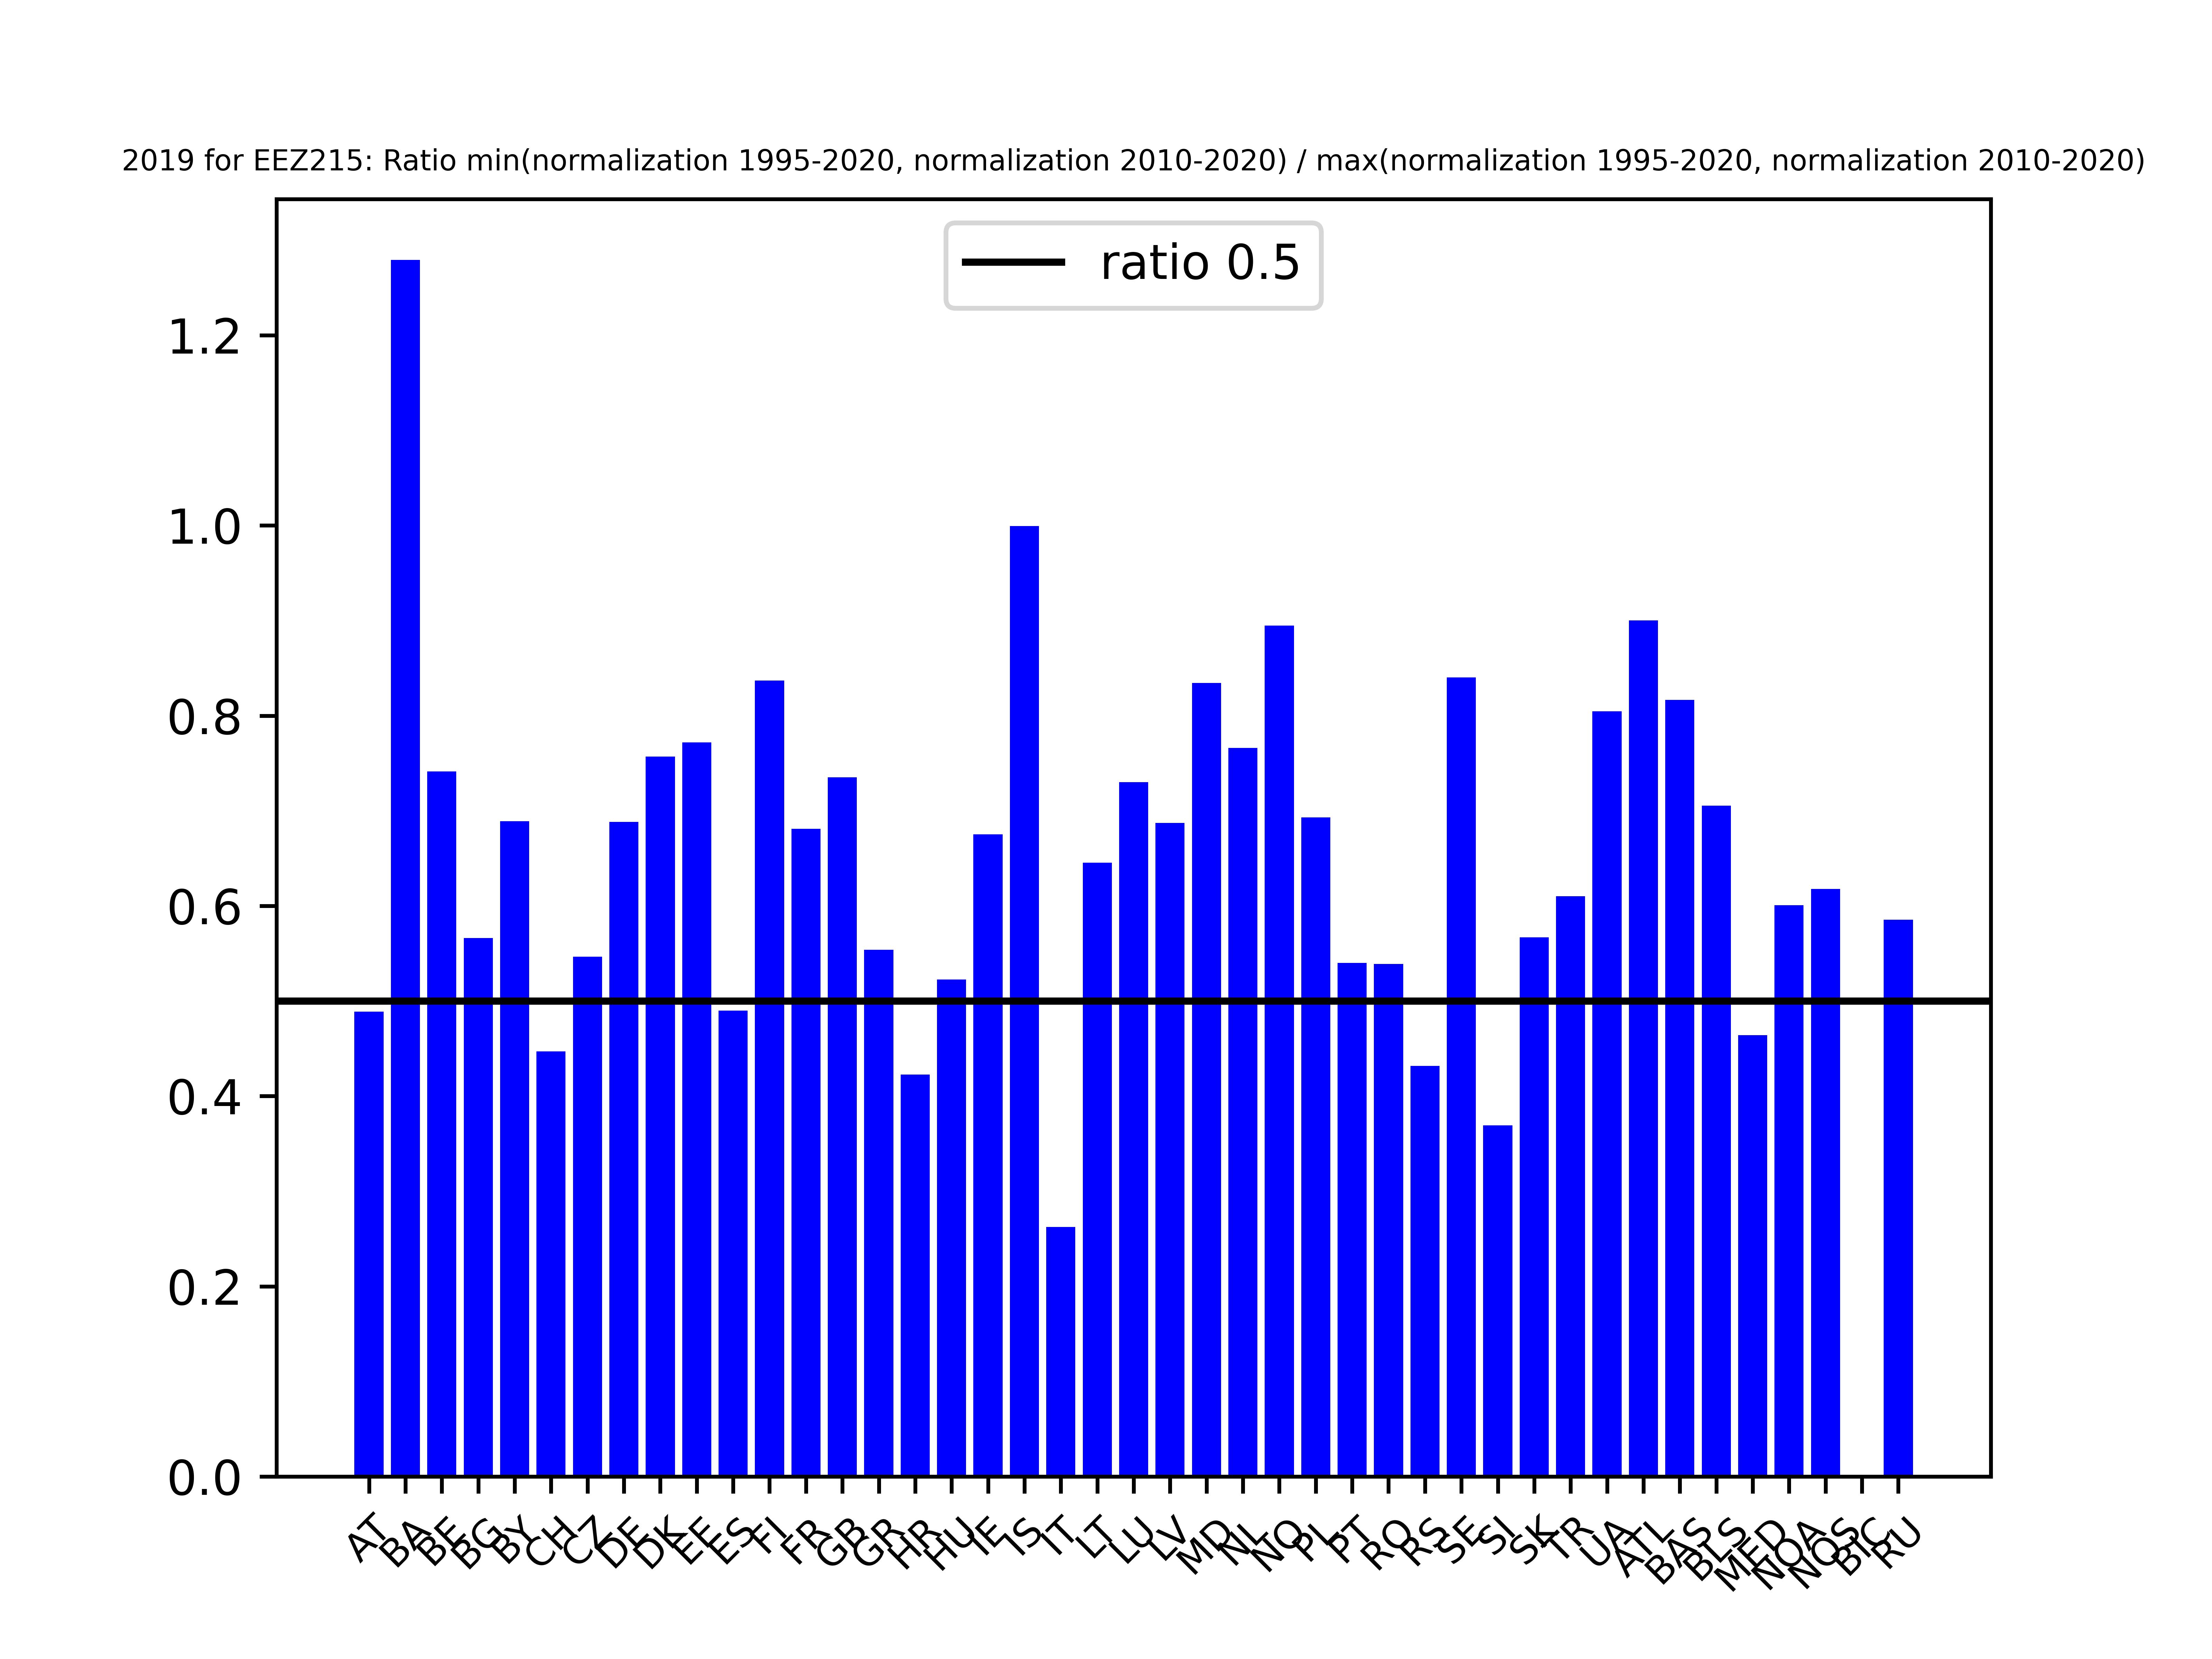 2019 for EEZ215: Ratio min(normalization 1995-2020, normalization 2010-2020) / max(normalization 1995-2020, normalization 2010-2020)
ratio 0.5
1.2
1.0
0.8
0.6
0.4
0.2
0.0
AT BA BE BG BY CH CZ DE DK EE ES FI FR GB GR HR HU IE IS IT LT LU LV MD NL NO PL PT RO RS SE SI SK TR UA ATL BAS BLS MED NOA NOS BIC RU